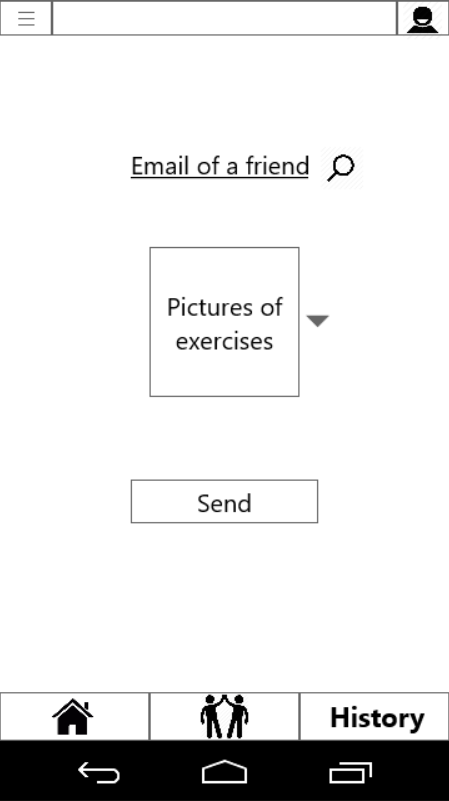 Email of a friend
Pictures of
exercises
Send
History